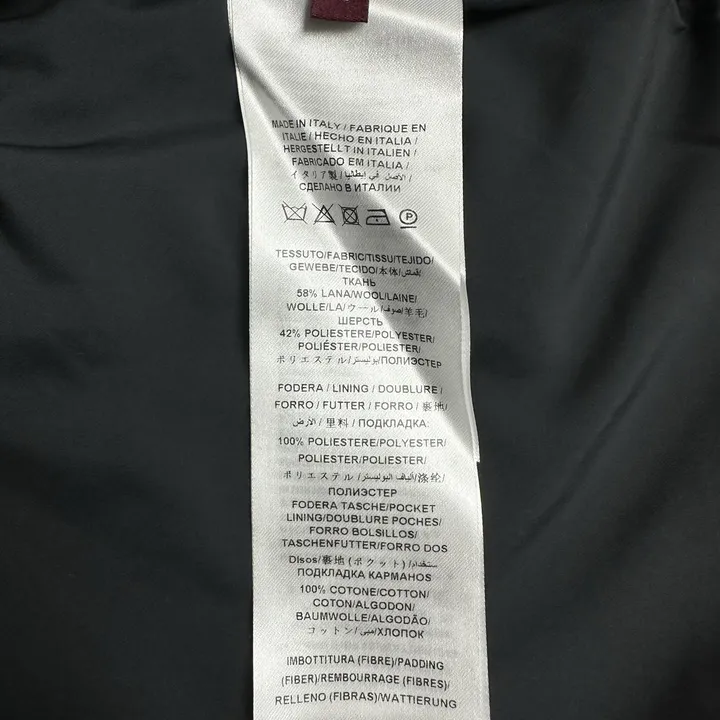 MADE IN ITALY / FABRIQUE EN
ITALIE / HECHO EN ITALIA /
HERGESTELLT IN ITALIEN /
FABRICADO EM ITALIA /
イタリア製 / الأصل في إيطاليا /
СДЕЛАНО В ИТАЛИИ
P
TESSUTO/FABRIC/TISSU/TEJIDO/
GEWEBE/TECIDO/本体/قماش/
ТКАНЬ
58% LANA/WOOL/LAINE/
WOLLE/LA/ウール/صوف/羊毛/
ШЕРСТЬ
42% POLIESTERE/POLYESTER/
POLIÉSTER/POLIESTER/
ポリエステル/بوليستر/ПОЛИЭСТЕР
FODERA / LINING / DOUBLURE /
FORRO / FUTTER / FORRO / 裏地/
الأرض / 里料 / ПОДКЛАДКА:
100% POLIESTERE/POLYESTER/
POLIESTER/POLIESTER/
ポリエステル/ألياف البوليستر/涤纶/
ПОЛИЭСТЕР
FODERA TASCHE/POCKET
LINING/DOUBLURE POCHES/
FORRO BOLSILLOS/
TASCHENFUTTER/FORRO DOS
Disos/裏地(ポケット)/
ПОДКЛАДКА КАРМАНОВ
100% COTONE/COTTON/
COTON/ALGODON/
BAUMWOLLE/ALGODÃO/
コットン/ХЛОПОК
IMBOTTITURA (FIBRE)/PADDING
(FIBER)/REMBOURRAGE (FIBRES)/
RELLENO (FIBRAS)/WATTIERUNG